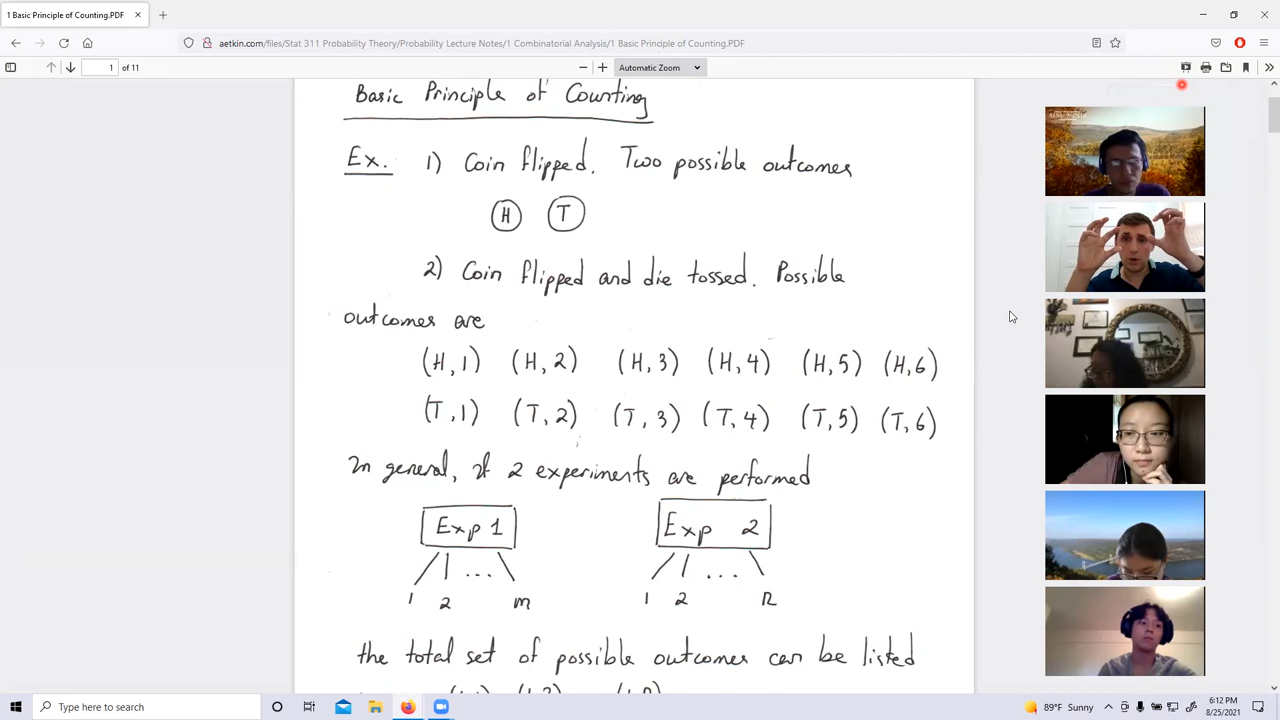 1 Basic Principle of Counting.PDF
aetkin.com/files/Stat 311 Probability Theory/Probability Lecture Notes/1 Combinatorial Analysis/1 Basic Principle of Counting.PDF
1 of 11
Automatic Zoom
Basic Principle of Counting
Ex. 1) Coin flipped. Two possible outcomes
H T
2) Coin flipped and die tossed. Possible
outcomes are
(H, 1) (H, 2) (H, 3) (H, 4) (H, 5) (H, 6)
(T, 1) (T, 2) (T, 3) (T, 4) (T, 5) (T, 6)
In general, if 2 experiments are performed
Exp 1 Exp 2
... ...
1 2 m 1 2 n
the total set of possible outcomes can be listed
Type here to search
89°F Sunny
6:12 PM
8/25/2021